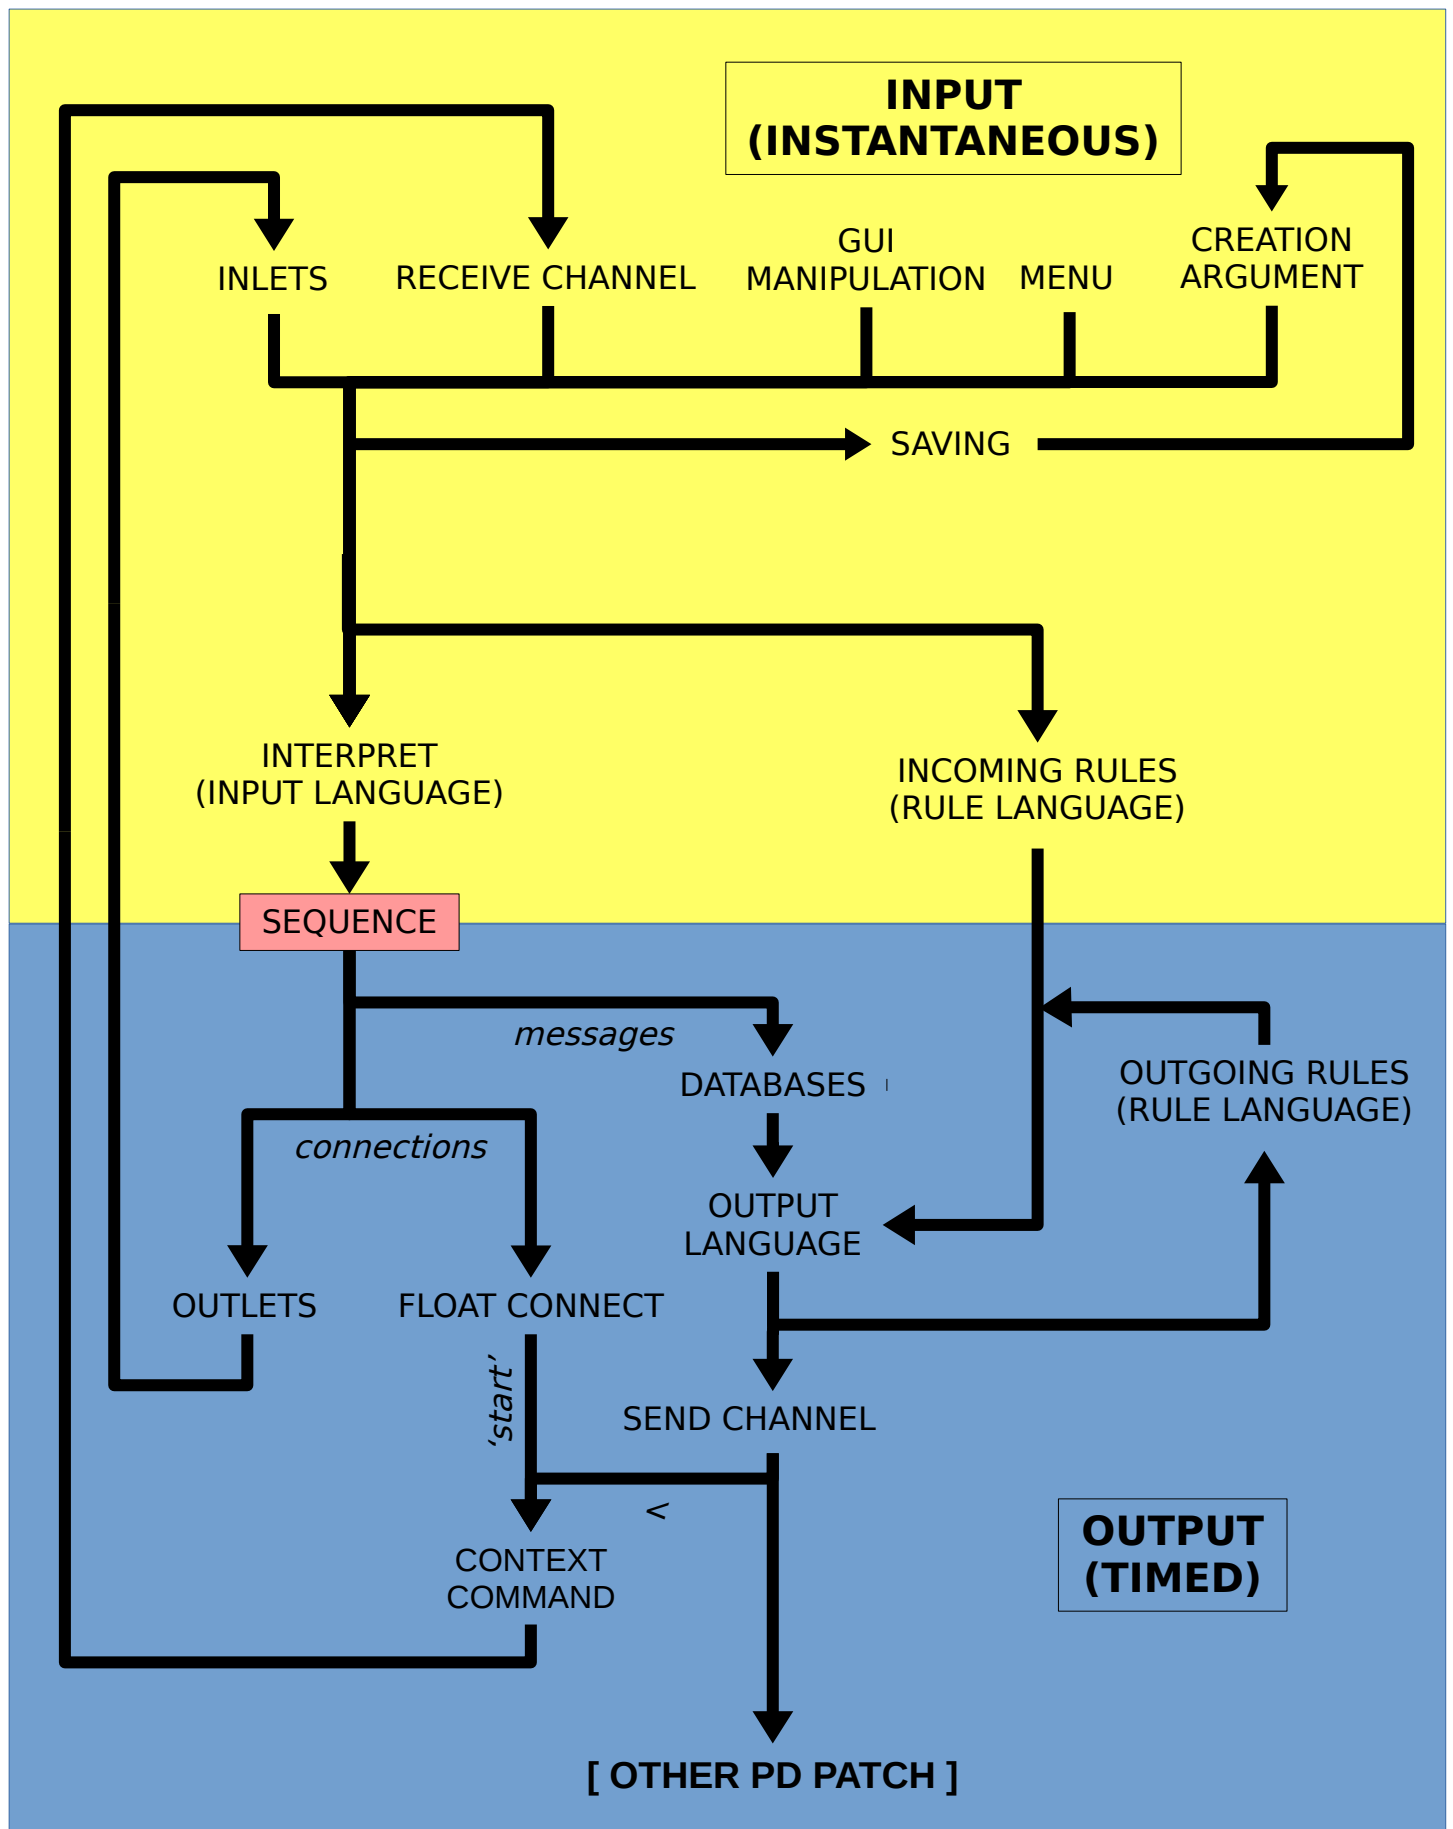 INPUT
(INSTANTANEOUS)
INLETS
RECEIVE CHANNEL
GUI
MANIPULATION
MENU
CREATION
ARGUMENT
SAVING
INTERPRET
(INPUT LANGUAGE)
INCOMING RULES
(RULE LANGUAGE)
SEQUENCE
messages
DATABASES
OUTGOING RULES
(RULE LANGUAGE)
connections
OUTPUT
LANGUAGE
OUTLETS
FLOAT CONNECT
‘start’
SEND CHANNEL
<
CONTEXT
COMMAND
OUTPUT
(TIMED)
[ OTHER PD PATCH ]